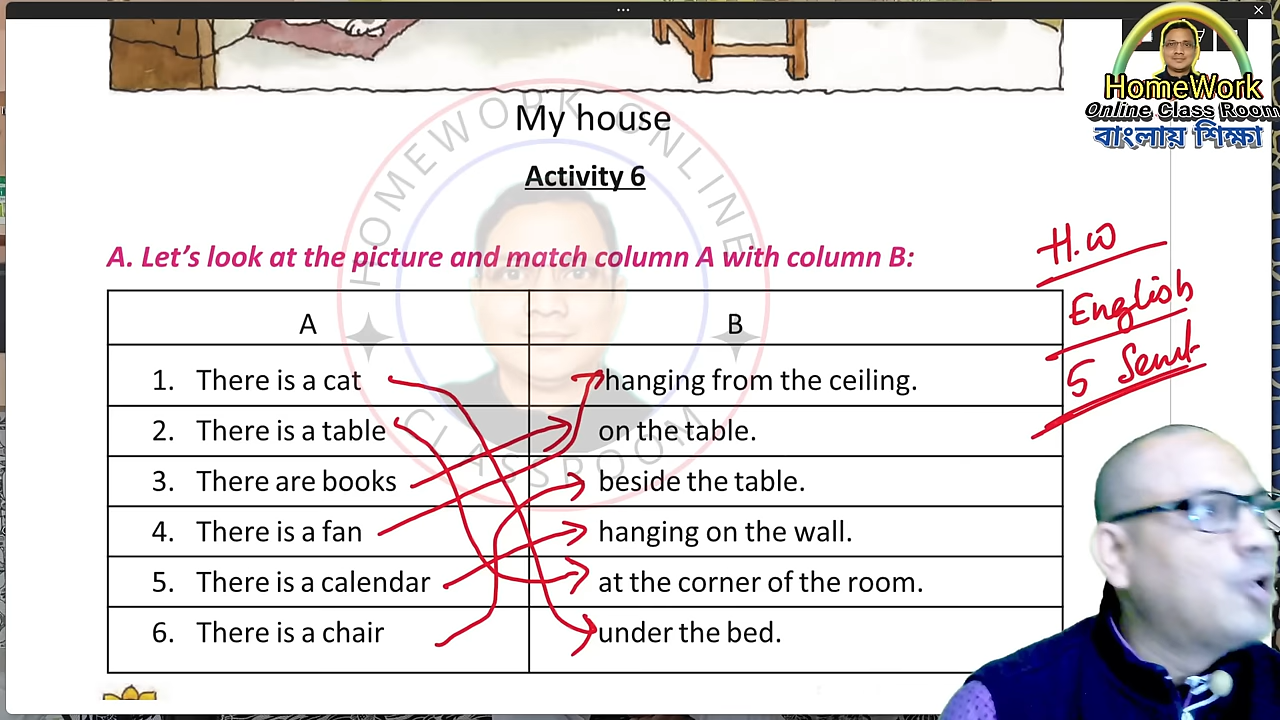 HomeWork
Online Class Room
বাংলায় শিক্ষা
My house
Activity 6
HOMEWORK ONLINE CLASSROOM
A. Let's look at the picture and match column A with column B:
H.W
English
5 Sent
A B
1. There is a cat hanging from the ceiling.
2. There is a table on the table.
3. There are books beside the table.
4. There is a fan hanging on the wall.
5. There is a calendar at the corner of the room.
6. There is a chair under the bed.